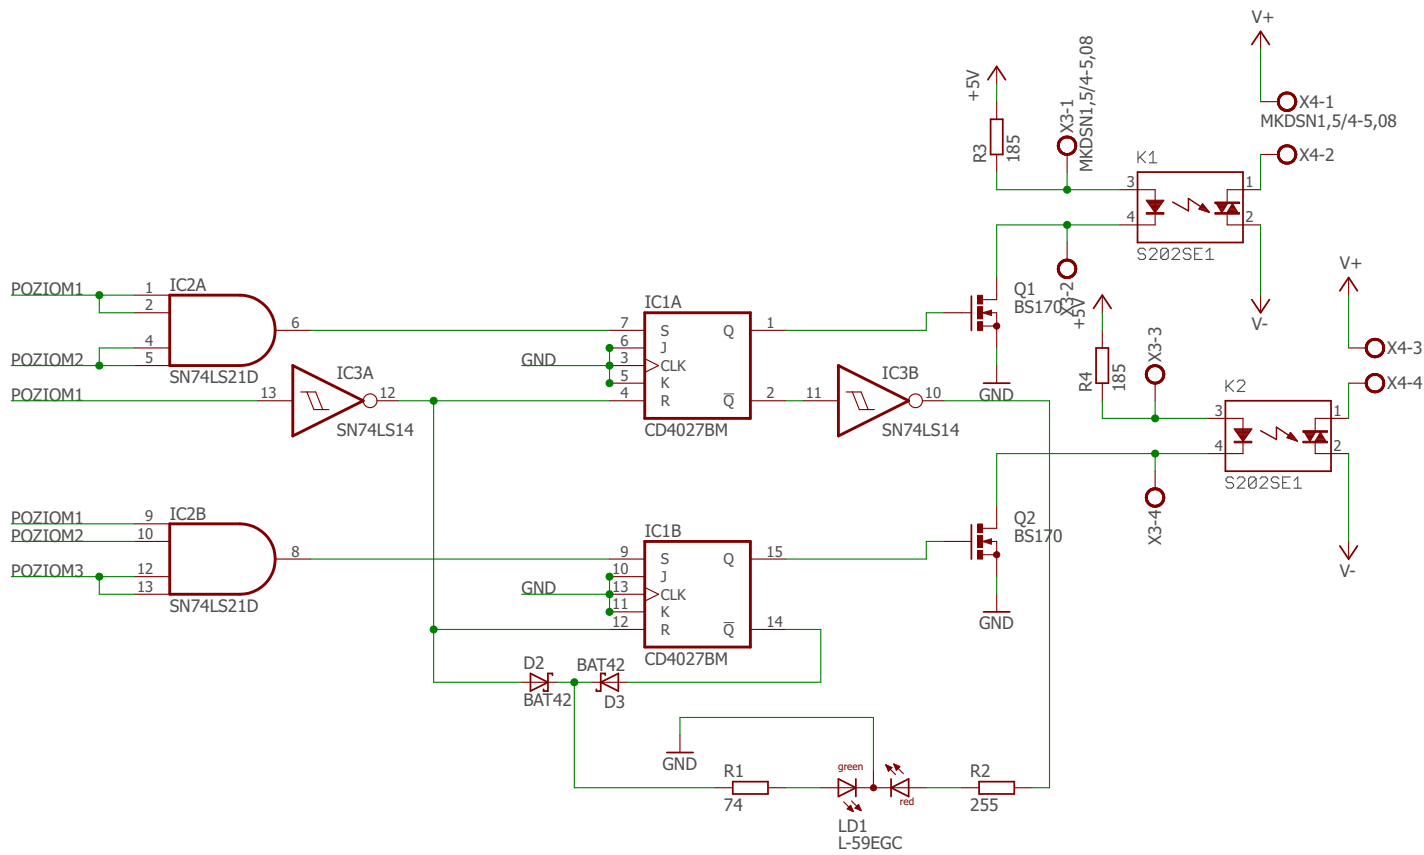 V+
X4-1
MKDSN1,5/4-5,08
X4-2
+5V
R3
185
X3-1
MKDSN1,5/4-5,08
K1
3
4
1
2
S202SE1
V-
X3-2
Q1
BS170
GND
POZIOM1
1
2
IC2A
POZIOM2
4
5
6
SN74LS21D
POZIOM1
13
IC3A
12
SN74LS14
IC1A
7
S
Q
1
6
J
GND
3
CLK
5
K
4
R
Q
2
CD4027BM
11
IC3B
10
SN74LS14
+5V
R4
185
X3-3
V+
X4-3
X4-4
K2
3
4
1
2
S202SE1
V-
X3-4
POZIOM1
9
IC2B
POZIOM2
10
POZIOM3
12
13
8
SN74LS21D
IC1B
9
S
Q
15
10
J
GND
13
CLK
11
K
12
R
Q
14
CD4027BM
Q2
BS170
GND
D2
BAT42
BAT42
D3
GND
R1
74
green
red
LD1
L-59EGC
R2
255